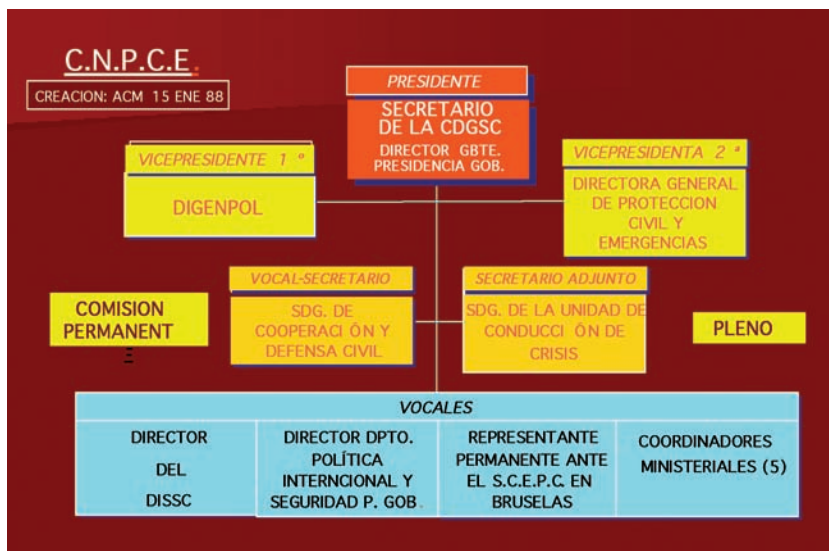 C.N.P.C.E.
CREACION: ACM 15 ENE 88
PRESIDENTE
SECRETARIO
DE LA CDGSC
DIRECTOR GBTE.
PRESIDENCIA GOB.
VICEPRESIDENTE 1 º
DIGENPOL
VICEPRESIDENTA 2 ª
DIRECTORA GENERAL
DE PROTECCION
CIVIL Y
EMERGENCIAS
VOCAL-SECRETARIO
SDG. DE
COOPERACI ÓN Y
DEFENSA CIVIL
SECRETARIO ADJUNTO
SDG. DE LA UNIDAD DE
CONDUCCI ÓN DE
CRISIS
COMISION
PERMANENT
E
PLENO
VOCALES
DIRECTOR
DEL
DISSC
DIRECTOR DPTO.
POLÍTICA
INTERNCIONAL Y
SEGURIDAD P. GOB.
REPRESENTANTE
PERMANENTE ANTE
EL S.C.E.P.C. EN
BRUSELAS
COORDINADORES
MINISTERIALES (5)